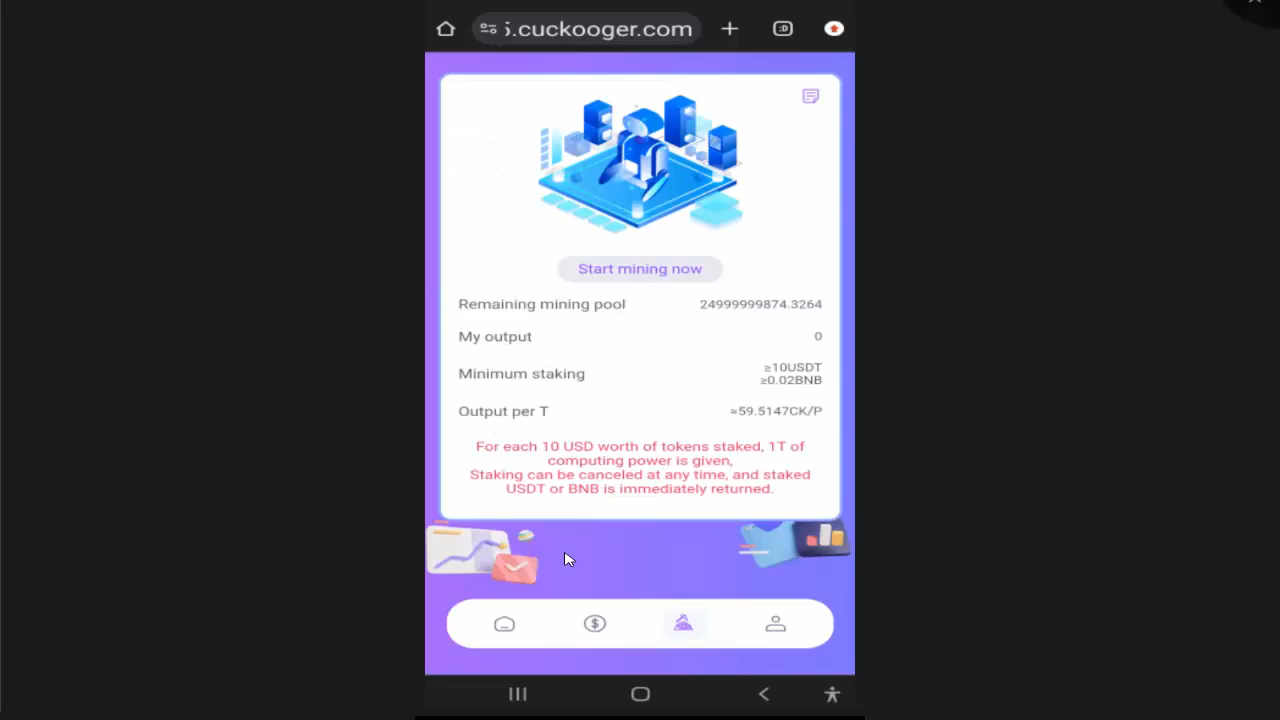 5.cuckooger.com
:D
Start mining now
Remaining mining pool 24999999874.3264
My output 0
Minimum staking ≥10USDT
≥0.02BNB
Output per T ≈59.5147CK/P
For each 10 USD worth of tokens staked, 1T of
computing power is given,
Staking can be canceled at any time, and staked
USDT or BNB is immediately returned.